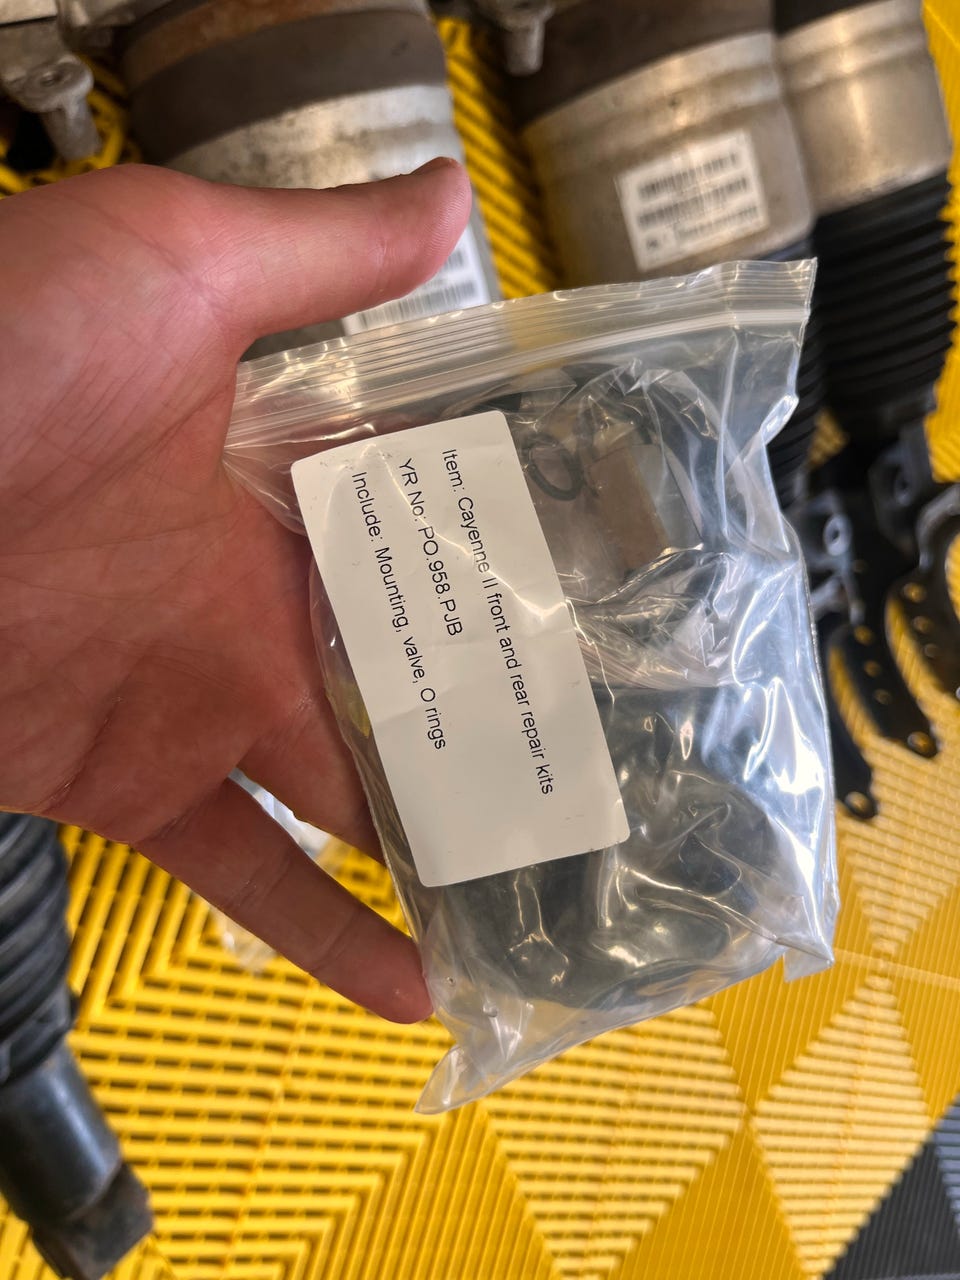 Item: Cayenne II front and rear repair kits
YR No: PO.958.PJB
Include: Mounting, valve, O rings